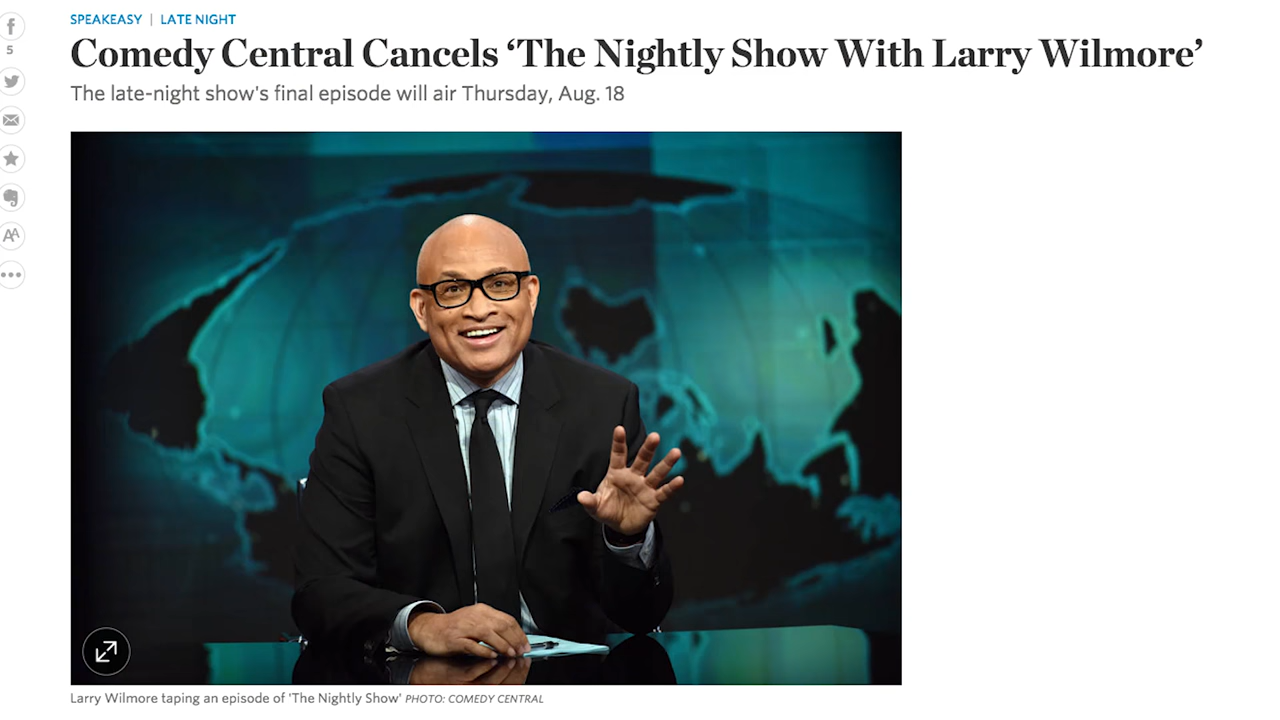 SPEAKEASY | LATE NIGHT
Comedy Central Cancels ‘The Nightly Show With Larry Wilmore’
The late-night show's final episode will air Thursday, Aug. 18
5
AA
Larry Wilmore taping an episode of 'The Nightly Show' PHOTO: COMEDY CENTRAL